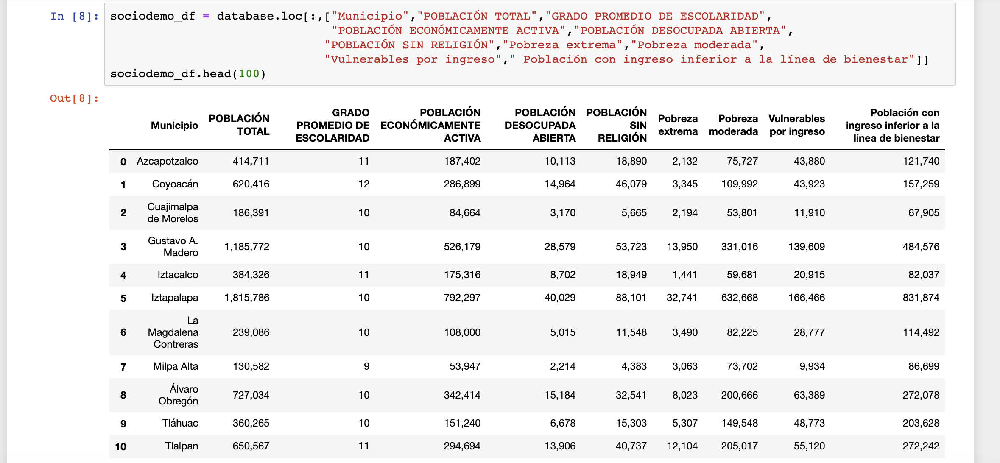 In [8]: sociodemo_df = database.loc[:,["Municipio","POBLACIÓN TOTAL","GRADO PROMEDIO DE ESCOLARIDAD",
"POBLACIÓN ECONÓMICAMENTE ACTIVA","POBLACIÓN DESOCUPADA ABIERTA",
"POBLACIÓN SIN RELIGIÓN","Pobreza extrema","Pobreza moderada",
"Vulnerables por ingreso"," Población con ingreso inferior a la línea de bienestar"]]
sociodemo_df.head(100)
Out[8]:
Municipio
POBLACIÓN
TOTAL
GRADO
PROMEDIO DE
ESCOLARIDAD
POBLACIÓN
ECONÓMICAMENTE
ACTIVA
POBLACIÓN
DESOCUPADA
ABIERTA
POBLACIÓN
SIN
RELIGIÓN
Pobreza
extrema
Pobreza
moderada
Vulnerables
por ingreso
Población con
ingreso inferior a la
línea de bienestar
0 Azcapotzalco 414,711 11 187,402 10,113 18,890 2,132 75,727 43,880 121,740
1 Coyoacán 620,416 12 286,899 14,964 46,079 3,345 109,992 43,923 157,259
2 Cuajimalpa
de Morelos 186,391 10 84,664 3,170 5,665 2,194 53,801 11,910 67,905
3 Gustavo A.
Madero 1,185,772 10 526,179 28,579 53,723 13,950 331,016 139,609 484,576
4 Iztacalco 384,326 11 175,316 8,702 18,949 1,441 59,681 20,915 82,037
5 Iztapalapa 1,815,786 10 792,297 40,029 88,101 32,741 632,668 166,466 831,874
La
6 Magdalena 239,086 10 108,000 5,015 11,548 3,490 82,225 28,777 114,492
Contreras
7 Milpa Alta 130,582 9 53,947 2,214 4,383 3,063 73,702 9,934 86,699
8 Álvaro
Obregón 727,034 10 342,414 15,184 32,541 8,023 200,666 63,389 272,078
9 Tláhuac 360,265 10 151,240 6,678 15,303 5,307 149,548 48,773 203,628
10 Tlalpan 650,567 11 294,694 13,906 40,737 12,104 205,017 55,120 272,242